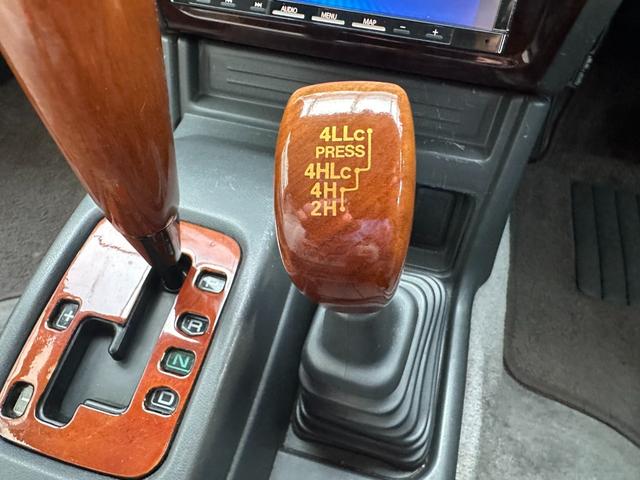 AUDIO MENU MAP - +
4LLc
PRESS
4HLc
4H
2H
P
R
N
D
+
-